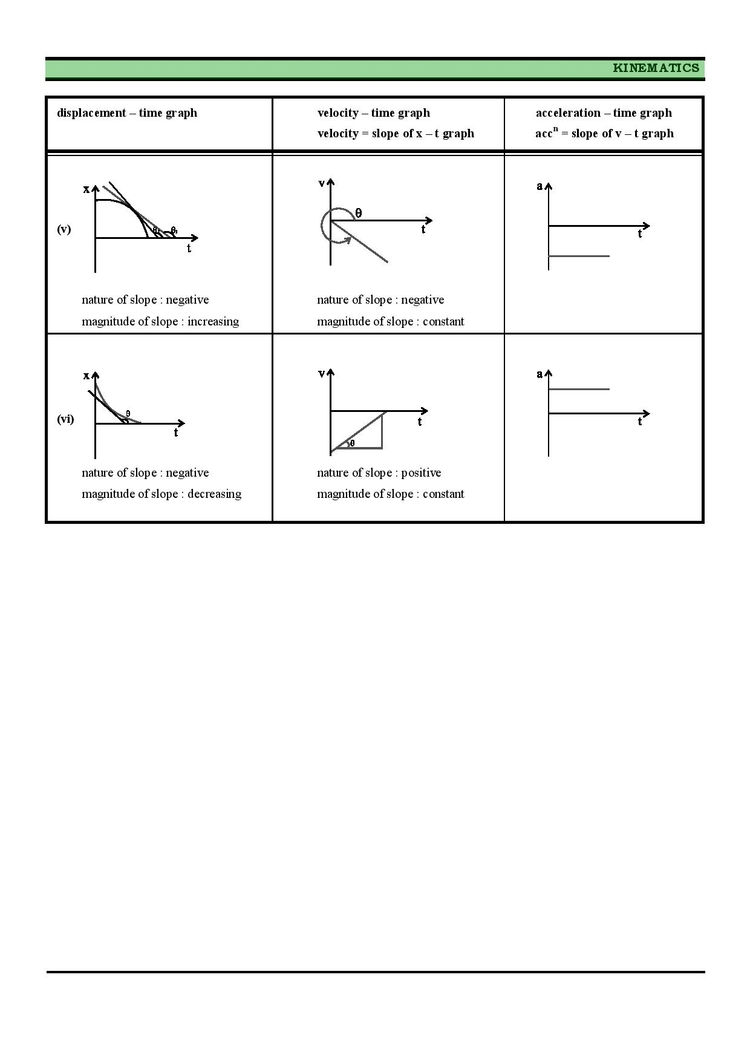 KINEMATICS
displacement – time graph
velocity – time graph
velocity = slope of x – t graph
acceleration – time graph
accⁿ = slope of v – t graph
(v)
x
t
v
θ
t
a
t
nature of slope : negative
magnitude of slope : increasing
nature of slope : negative
magnitude of slope : constant
(vi)
x
θ
t
v
θ
t
a
t
nature of slope : negative
magnitude of slope : decreasing
nature of slope : positive
magnitude of slope : constant